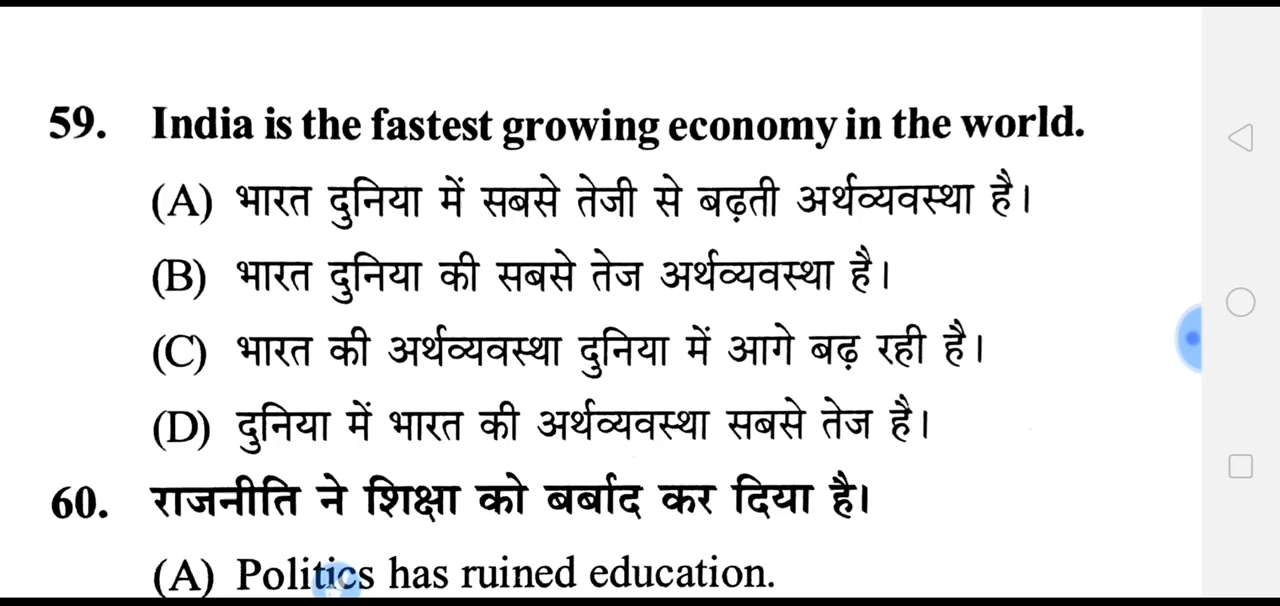 59. India is the fastest growing economy in the world.
(A) भारत दुनिया में सबसे तेजी से बढ़ती अर्थव्यवस्था है।
(B) भारत दुनिया की सबसे तेज अर्थव्यवस्था है।
(C) भारत की अर्थव्यवस्था दुनिया में आगे बढ़ रही है।
(D) दुनिया में भारत की अर्थव्यवस्था सबसे तेज है।
60. राजनीति ने शिक्षा को बर्बाद कर दिया है।
(A) Politics has ruined education.